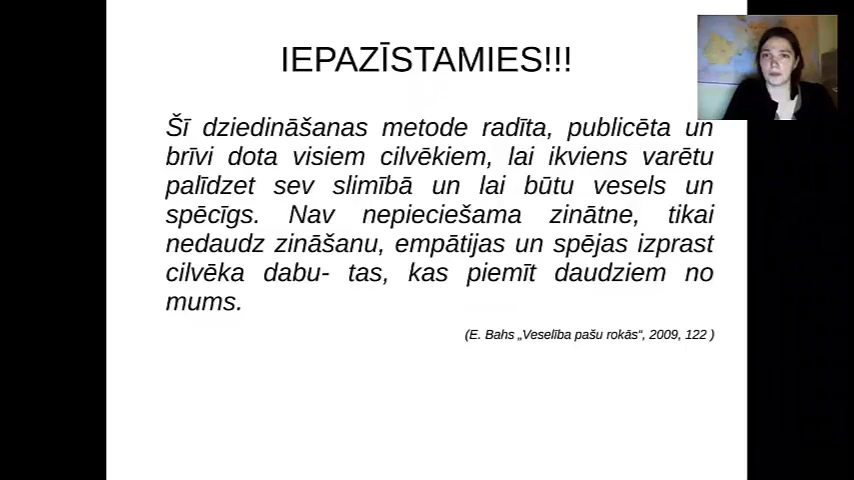 IEPAZĪSTAMIES!!!
Šī dziedināšanas metode radīta, publicēta un
brīvi dota visiem cilvēkiem, lai ikviens varētu
palīdzet sev slimībā un lai būtu vesels un
spēcīgs. Nav nepieciešama zinātne, tikai
nedaudz zināšanu, empātijas un spējas izprast
cilvēka dabu- tas, kas piemīt daudziem no
mums.
(E. Bahs „Veselība pašu rokās“, 2009, 122 )